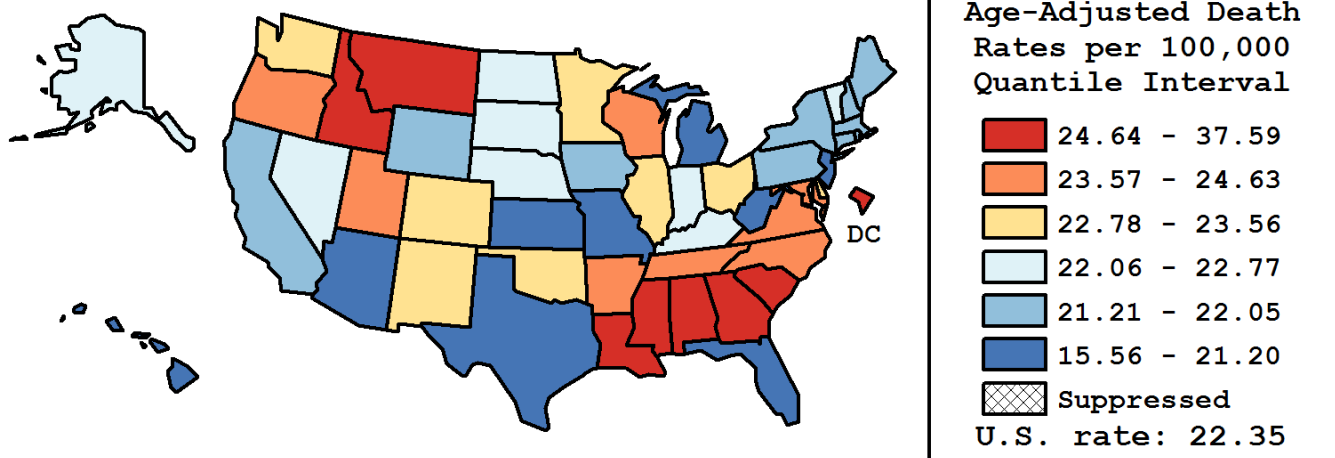 DC
Age-Adjusted Death
Rates per 100,000
Quantile Interval
24.64 - 37.59
23.57 - 24.63
22.78 - 23.56
22.06 - 22.77
21.21 - 22.05
15.56 - 21.20
Suppressed
U.S. rate: 22.35